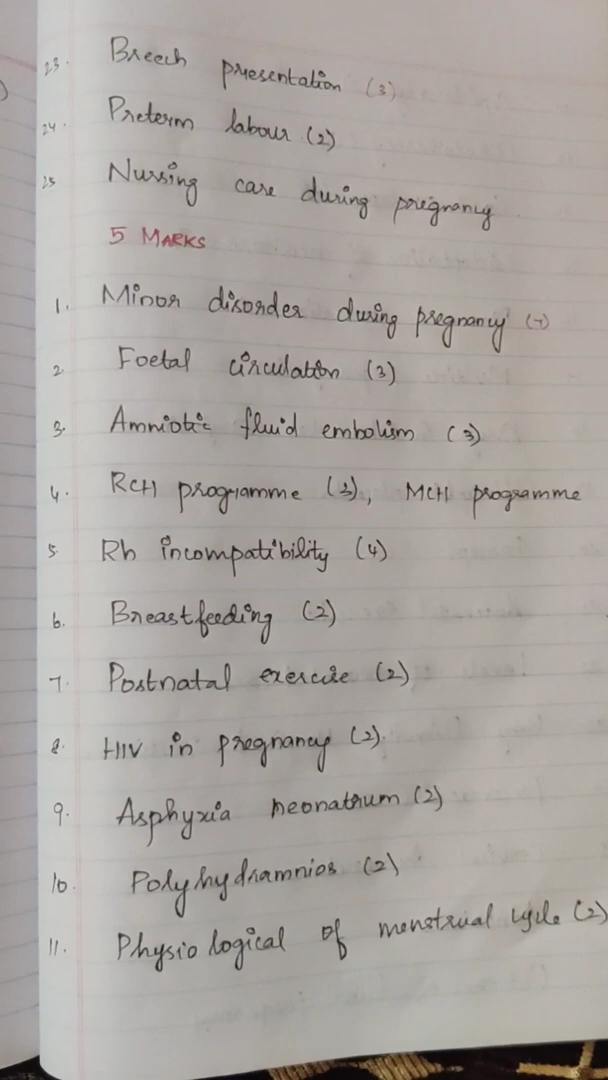 23. Breech presentation (3)
24. Preterm labour (2)
25 Nursing care during pregnancy
5 MARKS
1. Minor disorder during pregnancy (7)
2 Foetal circulation (3)
3. Amniotic fluid embolism (3)
4. RCH programme (3), MCH programme
5 Rh incompatibility (4)
6. Breastfeeding (2)
7. Postnatal exercise (2)
8. HIV in pregnancy (2).
9. Asphyxia neonatrum (2)
10. Polyhydramnios (2)
11. Physiological of menstrual cycle (2)